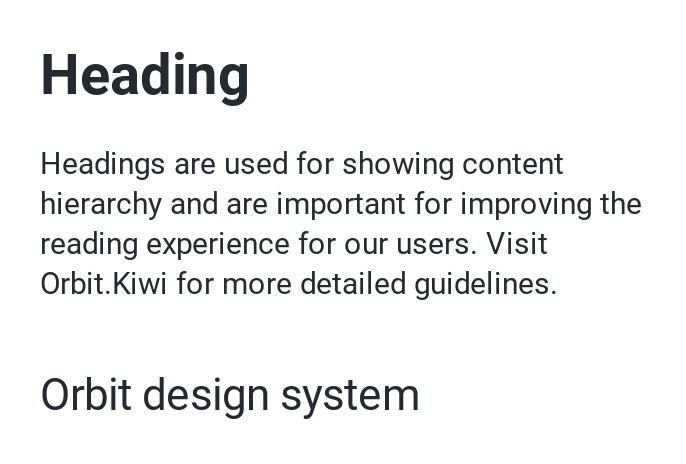 Heading
Headings are used for showing content
hierarchy and are important for improving the
reading experience for our users. Visit
Orbit.Kiwi for more detailed guidelines.
Orbit design system